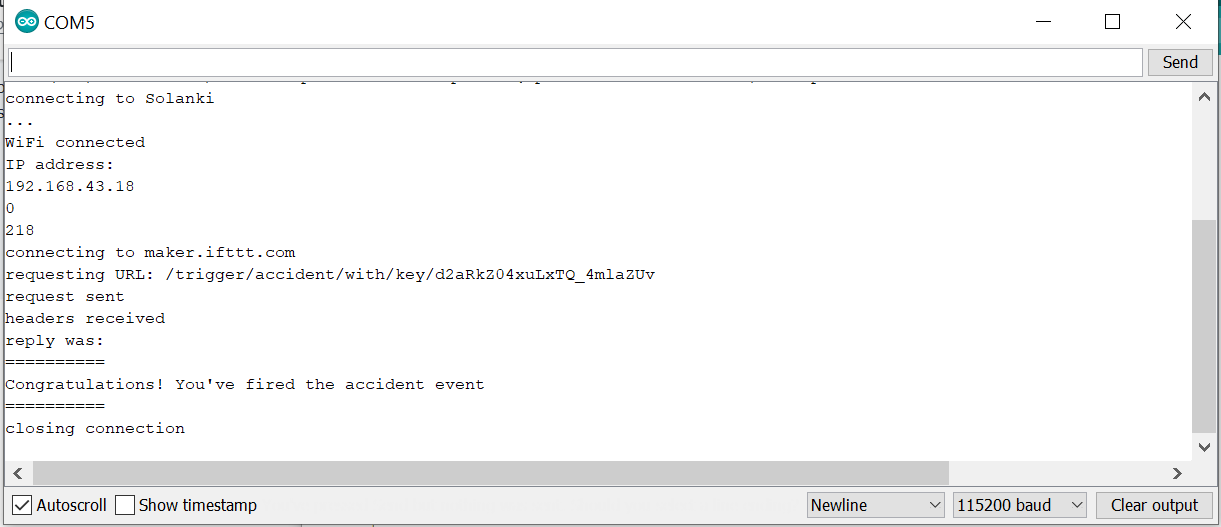 COM5
Send
connecting to Solanki
...
WiFi connected
IP address:
192.168.43.18
0
218
connecting to maker.ifttt.com
requesting URL: /trigger/accident/with/key/d2aRkZ04xuLxTQ_4mlaZUv
request sent
headers received
reply was:
==========
Congratulations! You've fired the accident event
==========
closing connection
Autoscroll Show timestamp Newline 115200 baud Clear output